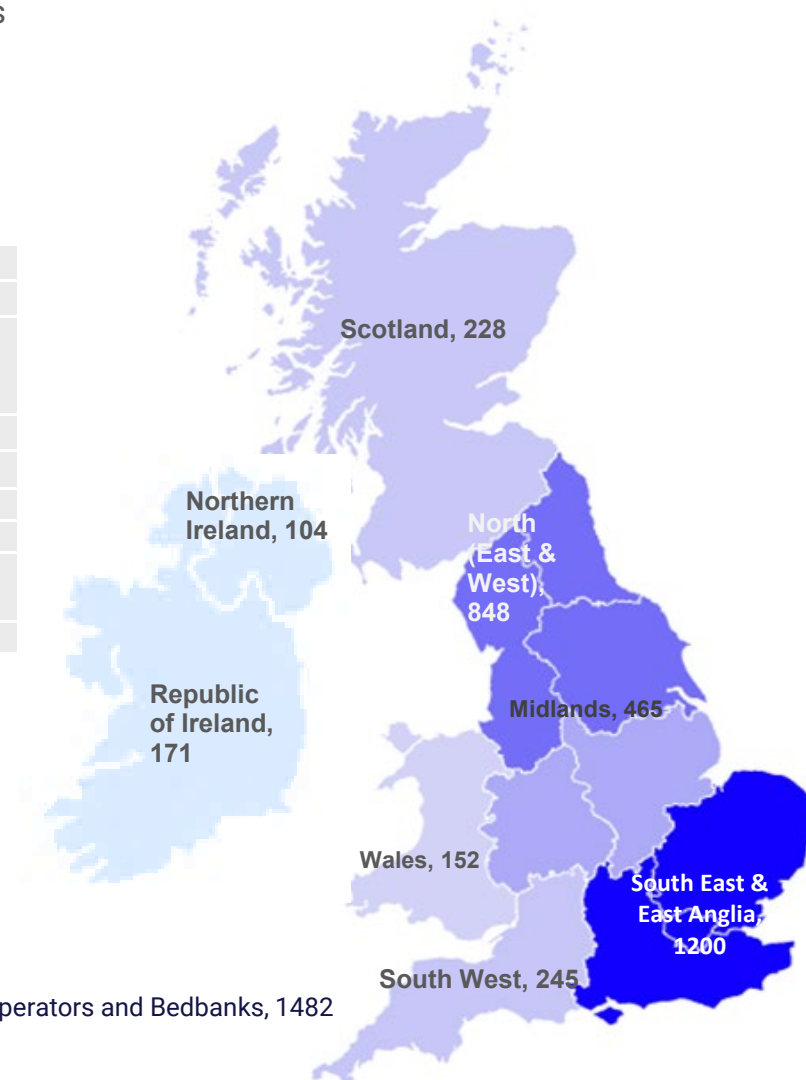 s
Scotland, 228
Northern
Ireland, 104
North
(East &
West),
848
Republic
of Ireland,
171
Midlands, 465
Wales, 152
South East &
East Anglia,
1200
South West, 245
perators and Bedbanks, 1482